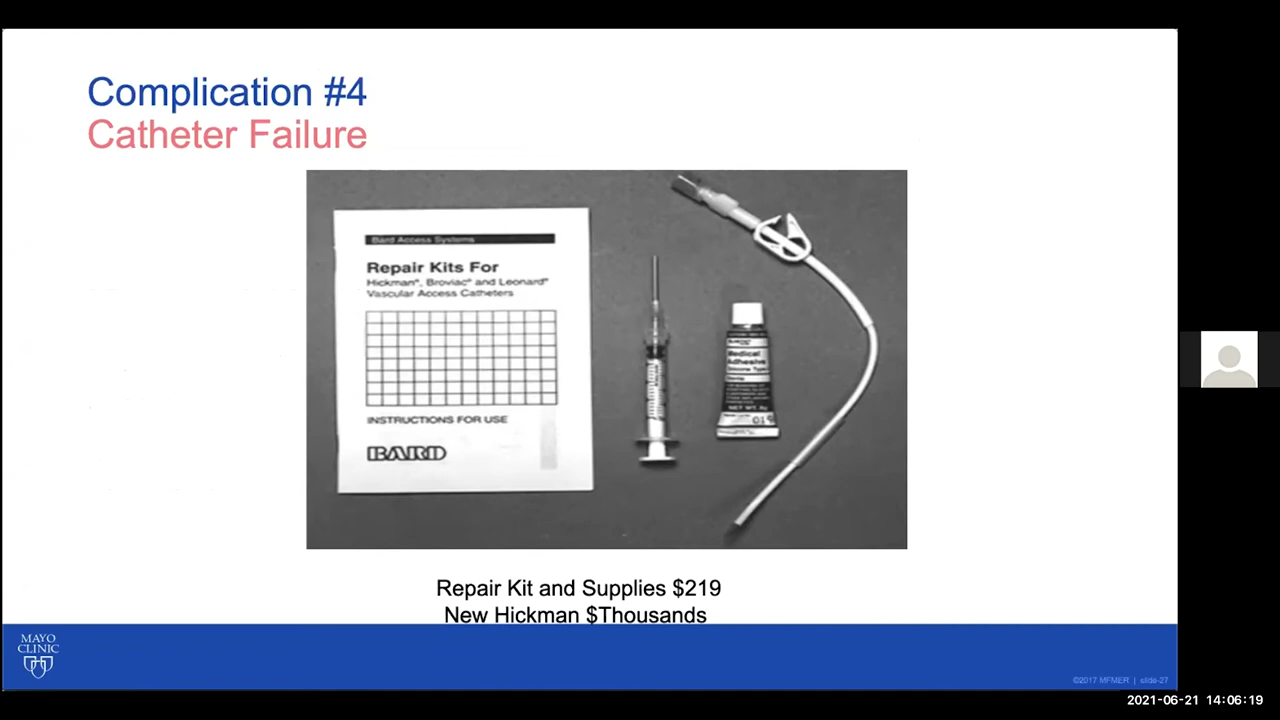 Complication #4
Catheter Failure
Bard Access Systems
Repair Kits For
Hickman®, Broviac® and Leonard®
Vascular Access Catheters
INSTRUCTIONS FOR USE
BARD
Medical
Adhesive
NET WT.
Repair Kit and Supplies $219
New Hickman $Thousands
MAYO
CLINIC
©2017 MFMER | slide-27
2021-06-21 14:06:19